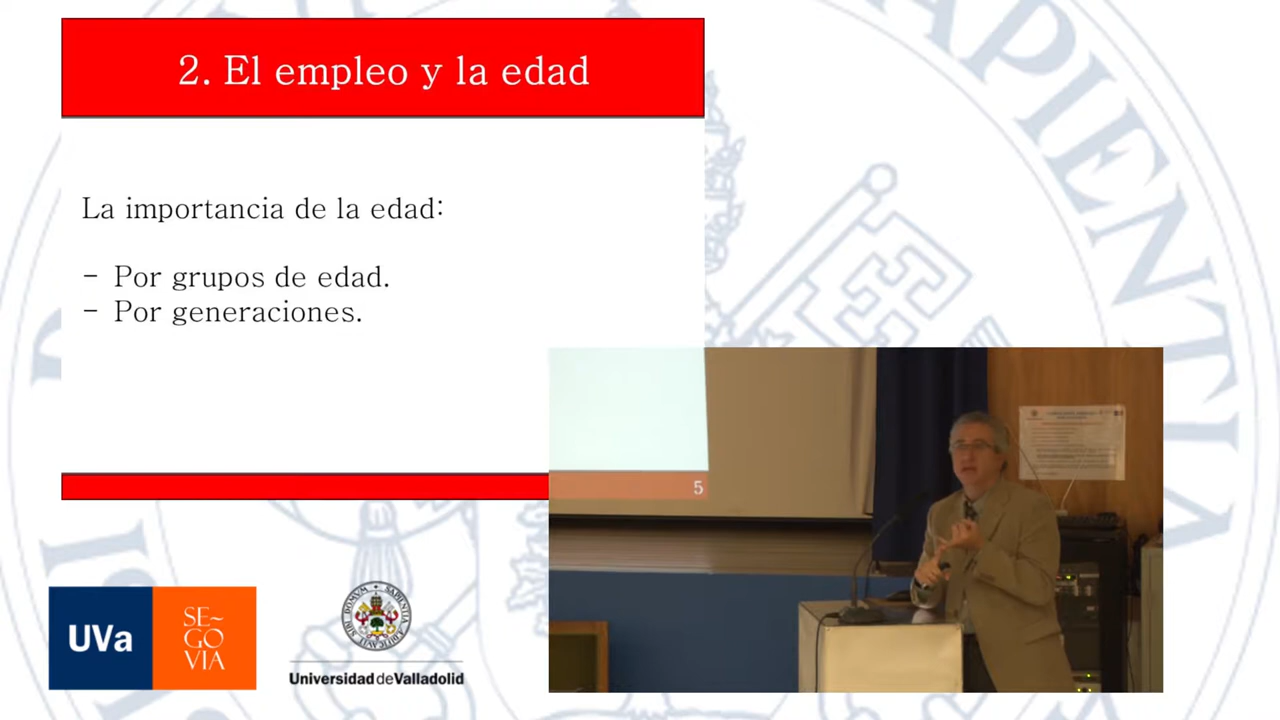 2. El empleo y la edad
La importancia de la edad:
- Por grupos de edad.
- Por generaciones.
5
UVa
SE~
GO
VIA
Universidad de Valladolid
SAPIENTIA